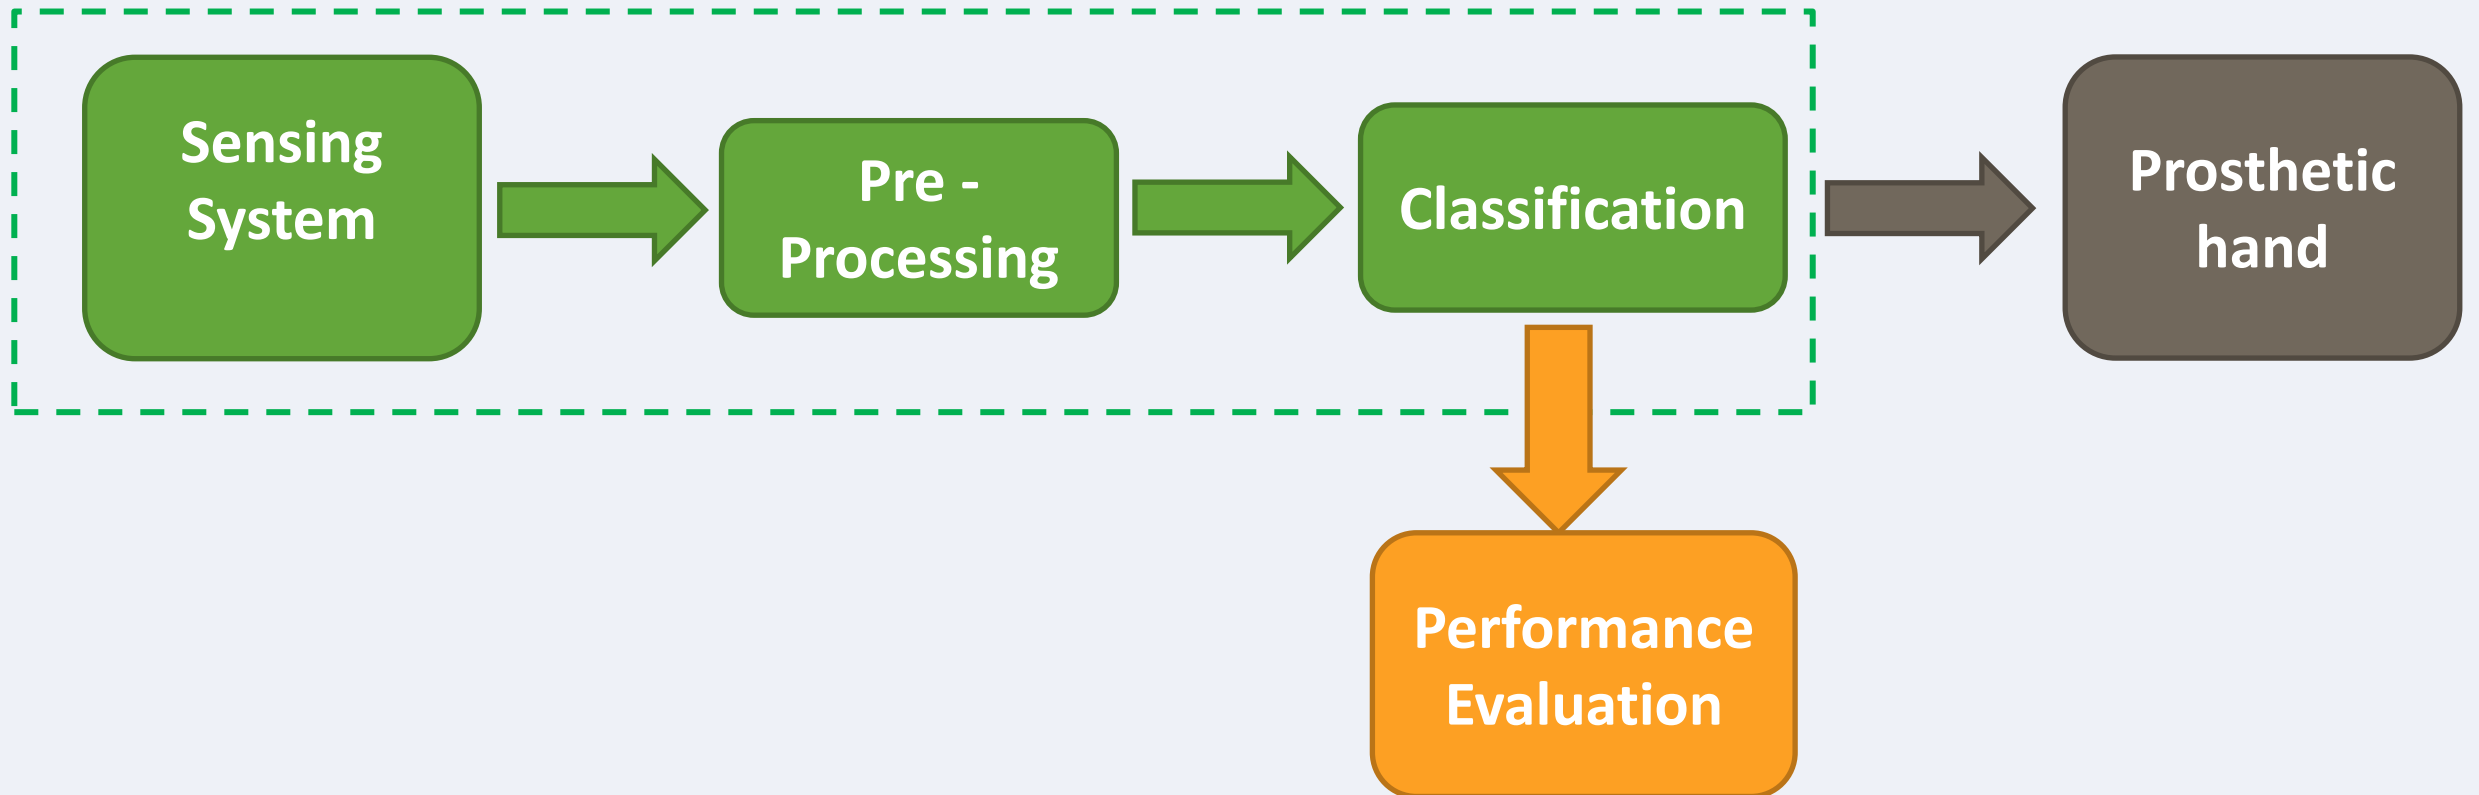 Sensing
System
Pre -
Processing
Classification
Prosthetic
hand
Performance
Evaluation